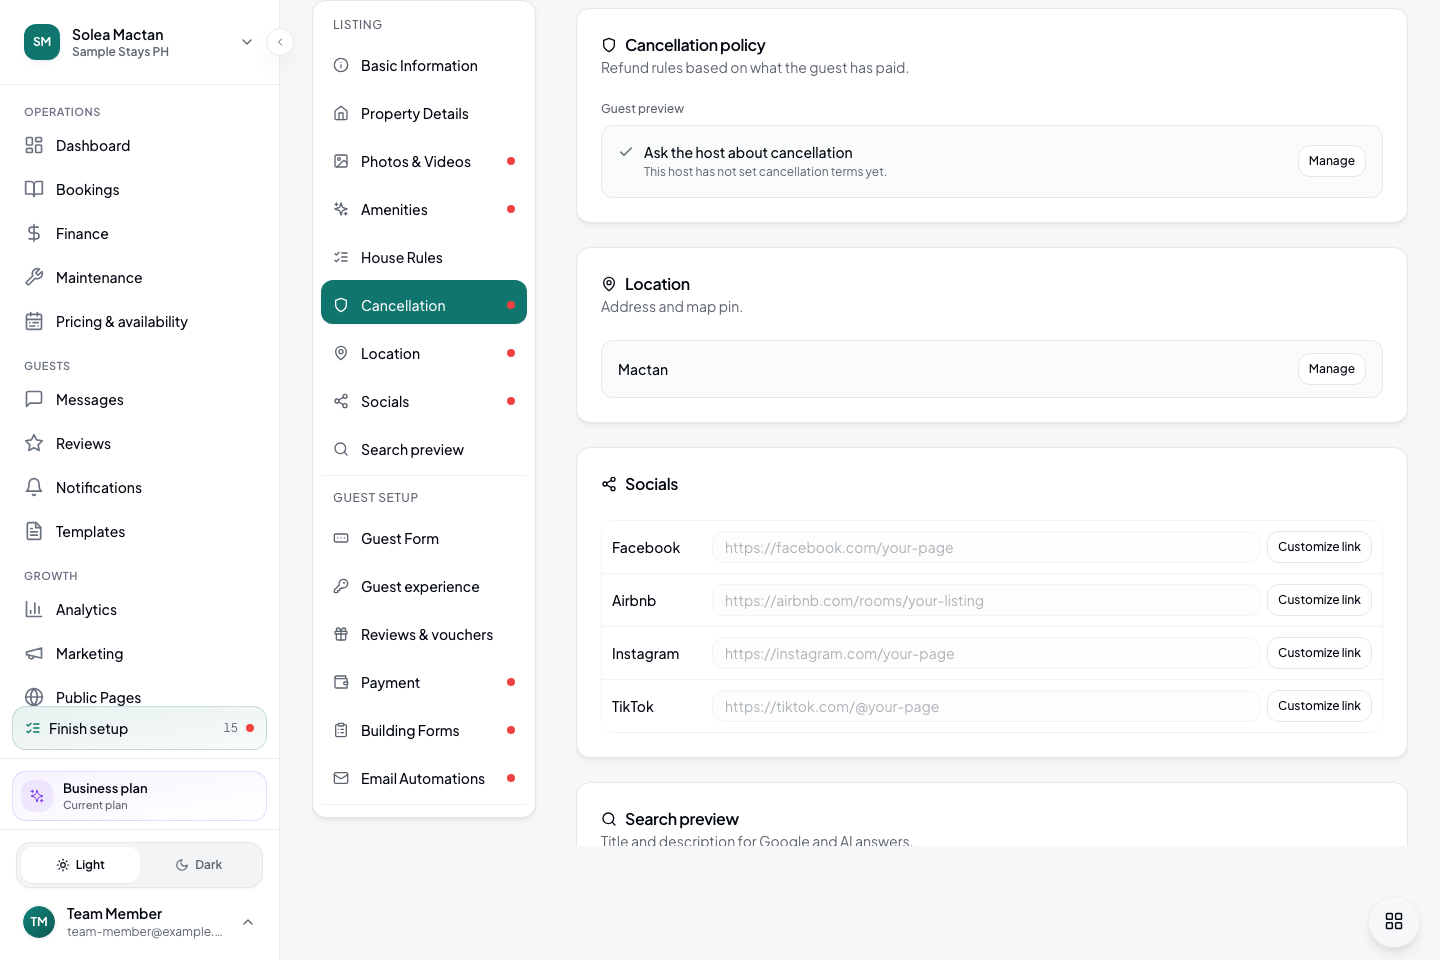 SM
Solea Mactan
Sample Stays PH
OPERATIONS
Dashboard
Bookings
Finance
Maintenance
Pricing & availability
GUESTS
Messages
Reviews
Notifications
Templates
GROWTH
Analytics
Marketing
Public Pages
Finish setup 15
Business plan
Current plan
Light Dark
TM
Team Member
team-member@example....
LISTING
Basic Information
Property Details
Photos & Videos
Amenities
House Rules
Cancellation
Location
Socials
Search preview
GUEST SETUP
Guest Form
Guest experience
Reviews & vouchers
Payment
Building Forms
Email Automations
Cancellation policy
Refund rules based on what the guest has paid.
Guest preview
Ask the host about cancellation
This host has not set cancellation terms yet.
Manage
Location
Address and map pin.
Mactan
Manage
Socials
Facebook https://facebook.com/your-page Customize link
Airbnb https://airbnb.com/rooms/your-listing Customize link
Instagram https://instagram.com/your-page Customize link
TikTok https://tiktok.com/@your-page Customize link
Search preview
Title and description for Google and AI answers.